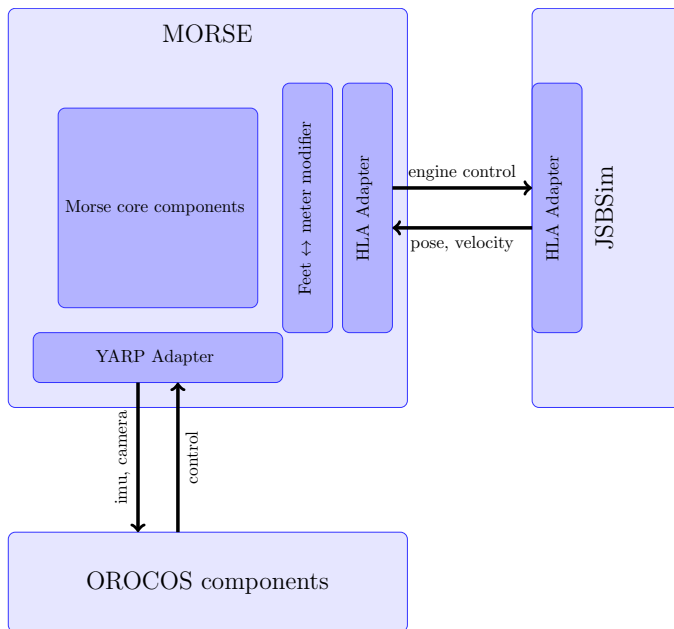 MORSE
Morse core components
Feet ↔ meter modifier
HLA Adapter
engine control
pose, velocity
HLA Adapter
JSBSim
YARP Adapter
imu, camera
control
OROCOS components